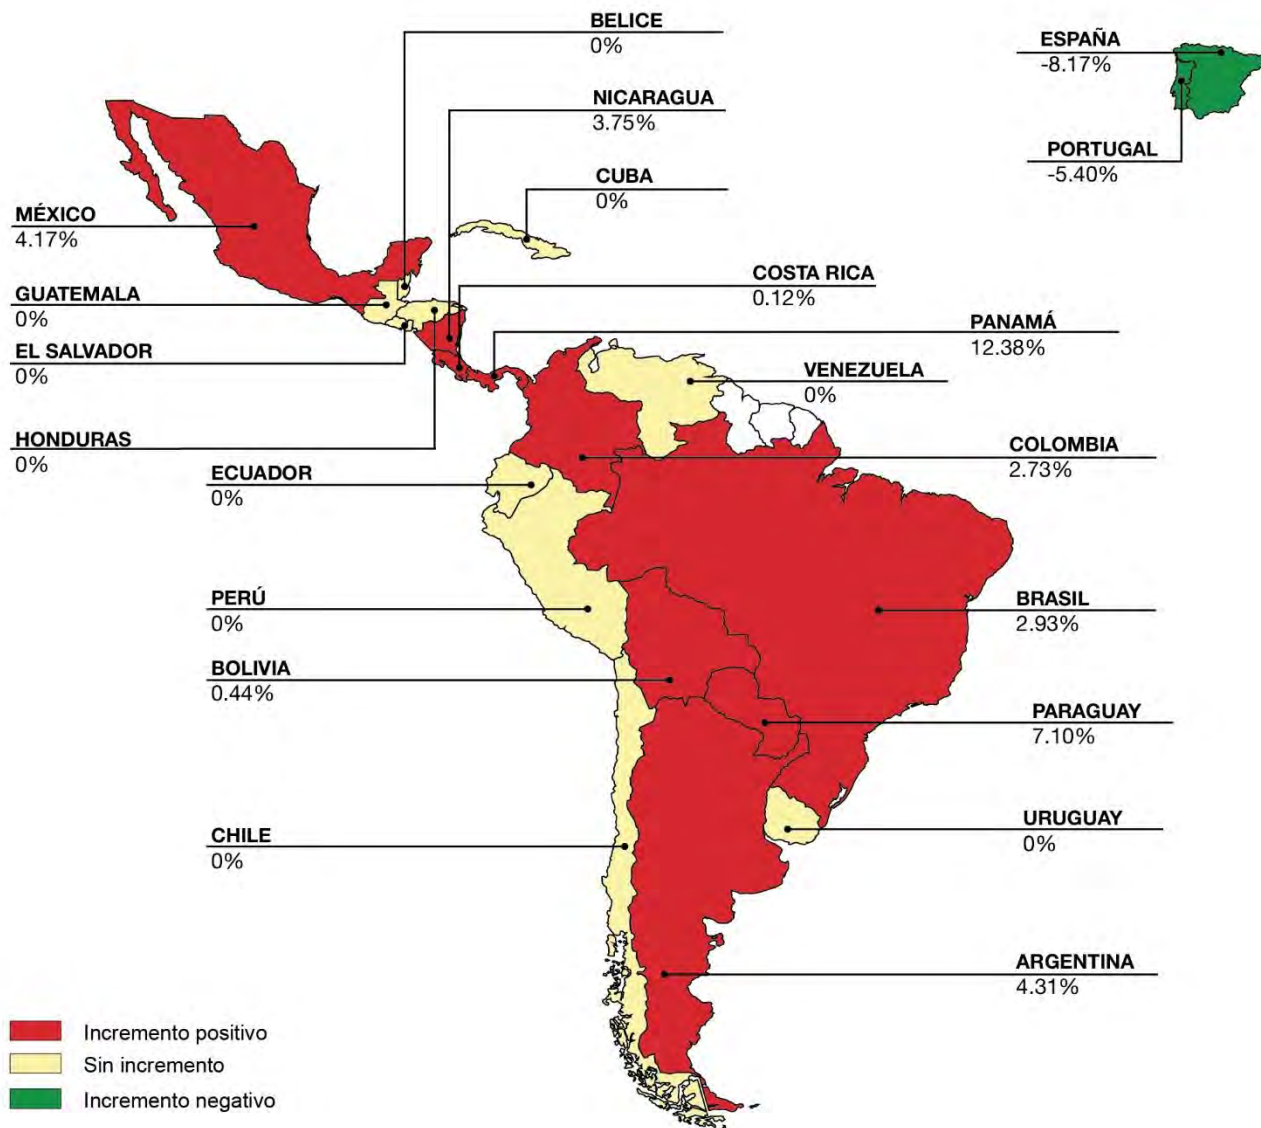 BELICE
0%
ESPAÑA
-8.17%
NICARAGUA
3.75%
PORTUGAL
-5.40%
CUBA
0%
MÉXICO
4.17%
COSTA RICA
0.12%
GUATEMALA
0%
PANAMÁ
12.38%
EL SALVADOR
0%
VENEZUELA
0%
HONDURAS
0%
COLOMBIA
2.73%
ECUADOR
0%
PERÚ
0%
BRASIL
2.93%
BOLIVIA
0.44%
PARAGUAY
7.10%
CHILE
0%
URUGUAY
0%
ARGENTINA
4.31%
Incremento positivo
Sin incremento
Incremento negativo